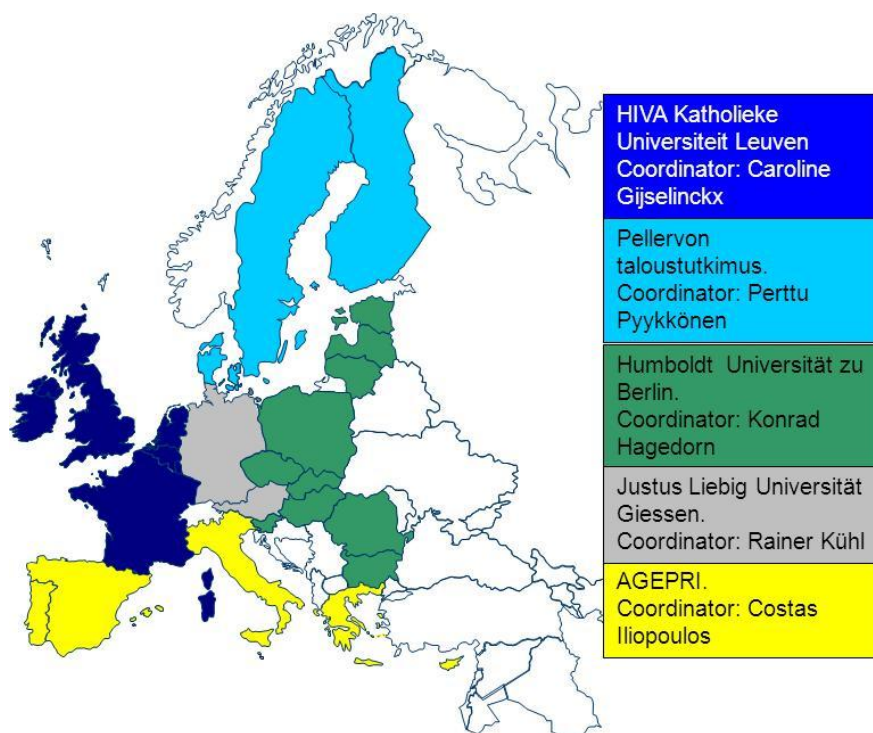 HIVA Katholieke
Universiteit Leuven
Coordinator: Caroline
Gijselinckx
Pellervon
taloustutkimus.
Coordinator: Perttu
Pyykkönen
Humboldt Universität zu
Berlin.
Coordinator: Konrad
Hagedorn
Justus Liebig Universität
Giessen.
Coordinator: Rainer Kühl
AGEPRI.
Coordinator: Costas
Iliopoulos